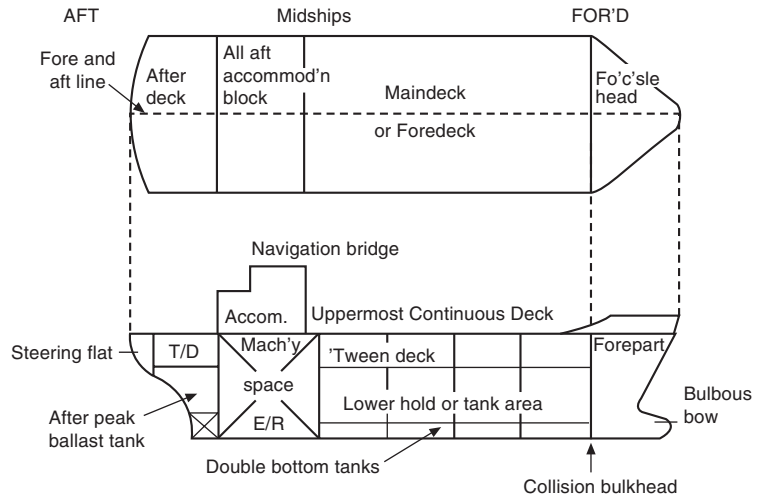 AFT
Midships
FOR'D
Fore and
aft line
After
deck
All aft
accommod'n
block
Maindeck
or Foredeck
Fo'c'sle
head
Navigation bridge
Accom.
Uppermost Continuous Deck
Steering flat
T/D
Mach'y
space
E/R
'Tween deck
Forepart
Lower hold or tank area
After peak
ballast tank
Bulbous
bow
Double bottom tanks
Collision bulkhead